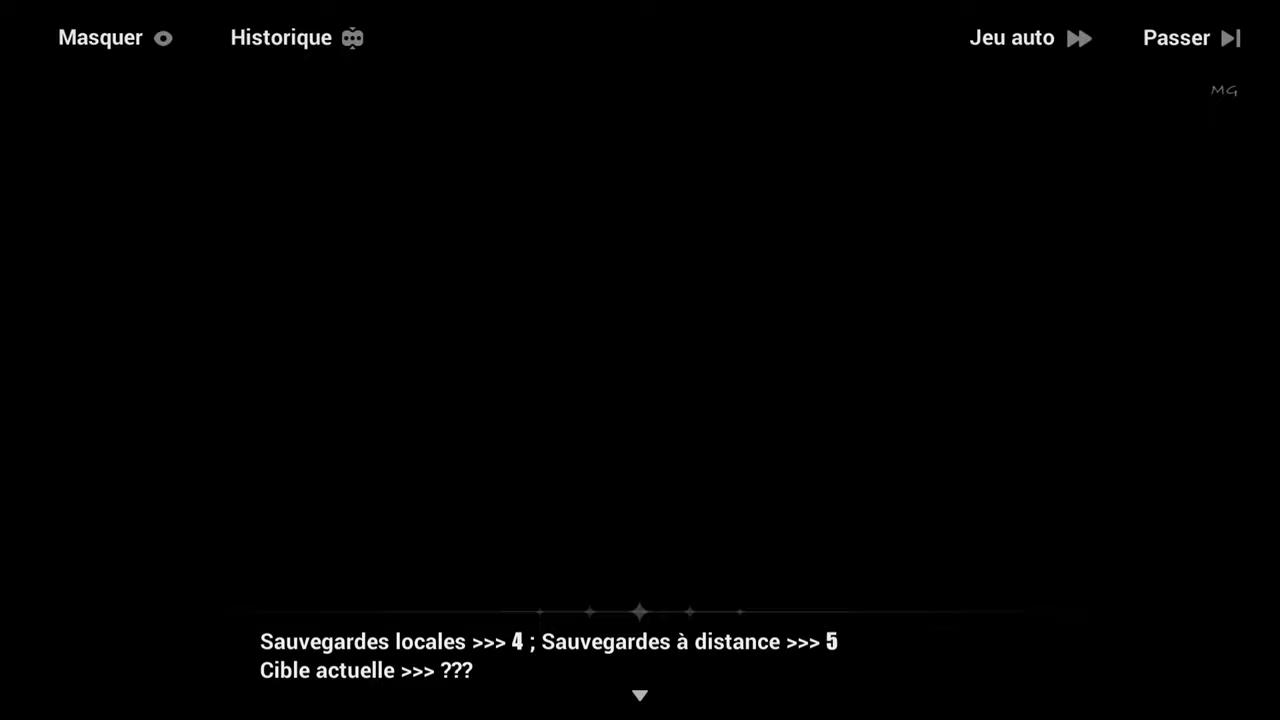 Masquer Historique Jeu auto Passer
MG
Sauvegardes locales >>> 4 ; Sauvegardes à distance >>> 5
Cible actuelle >>> ???